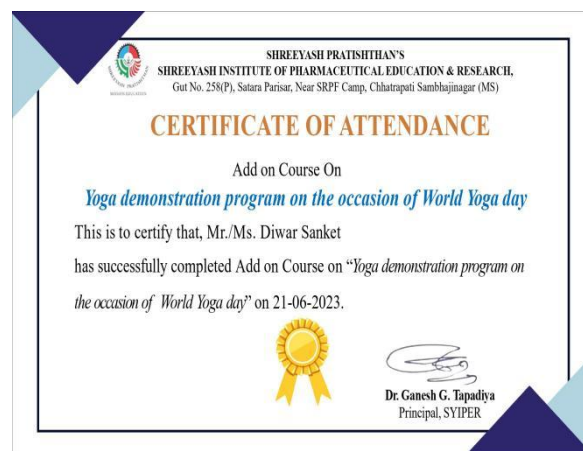 SHREEYASH PRATISHTHAN'S
SHREEYASH INSTITUTE OF PHARMACEUTICAL EDUCATION & RESEARCH,
Gut No. 258(P), Satara Parisar, Near SRPF Camp, Chhatrapati Sambhajinagar (MS)
CERTIFICATE OF ATTENDANCE
Add on Course On
Yoga demonstration program on the occasion of World Yoga day
This is to certify that, Mr./Ms. Diwar Sanket
has successfully completed Add on Course on “Yoga demonstration program on
the occasion of World Yoga day” on 21-06-2023.
Dr. Ganesh G. Tapadiya
Principal, SYIPER